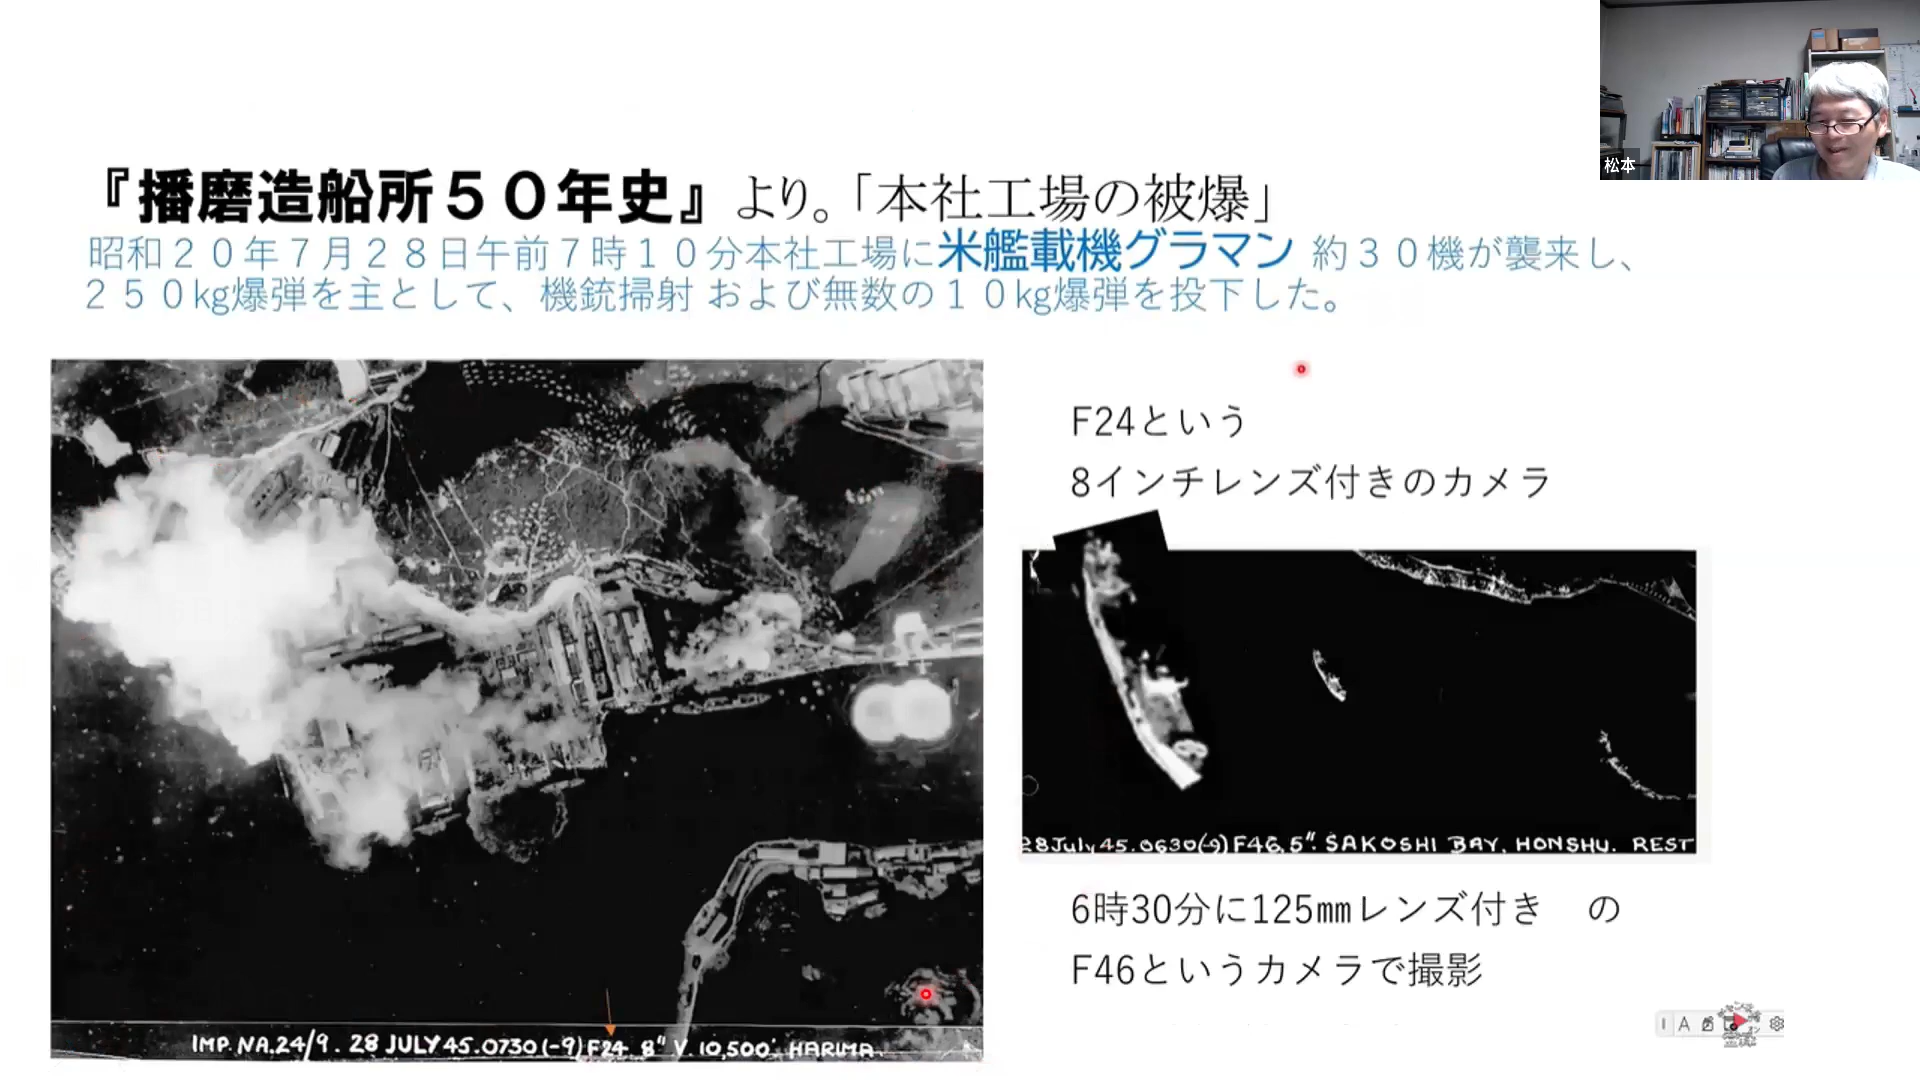 松本
『播磨造船所５０年史』より。「本社工場の被爆」
昭和２０年７月２８日午前７時１０分本社工場に米艦載機グラマン 約３０機が襲来し、
２５０㎏爆弾を主として、機銃掃射 および無数の１０㎏爆弾を投下した。
F24という
8インチレンズ付きのカメラ
28July 45.0630(-9)F46.5". SAKOSHI BAY, HONSHU. REST
6時30分に125㎜レンズ付き　の
F46というカメラで撮影
IMP. NA.24/9. 28 JULY 45.0730(-9) F24 8" V. 10,500' HARIMA.
A